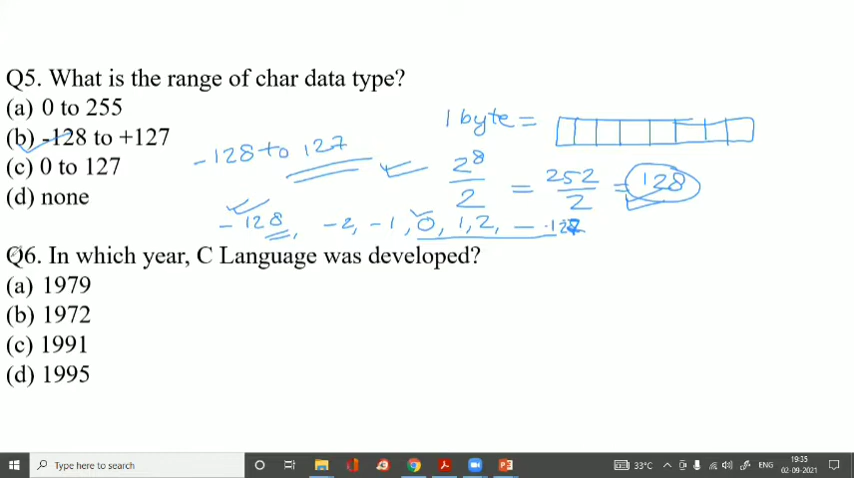 Q5. What is the range of char data type?
(a) 0 to 255
(b) -128 to +127
(c) 0 to 127
(d) none
1 byte =
-128 to 127
2^8/2 = 252/2 = 128
-128, -2, -1, 0, 1, 2, — 127
Q6. In which year, C Language was developed?
(a) 1979
(b) 1972
(c) 1991
(d) 1995
Type here to search
33°C
ENG
19:35
02-09-2021